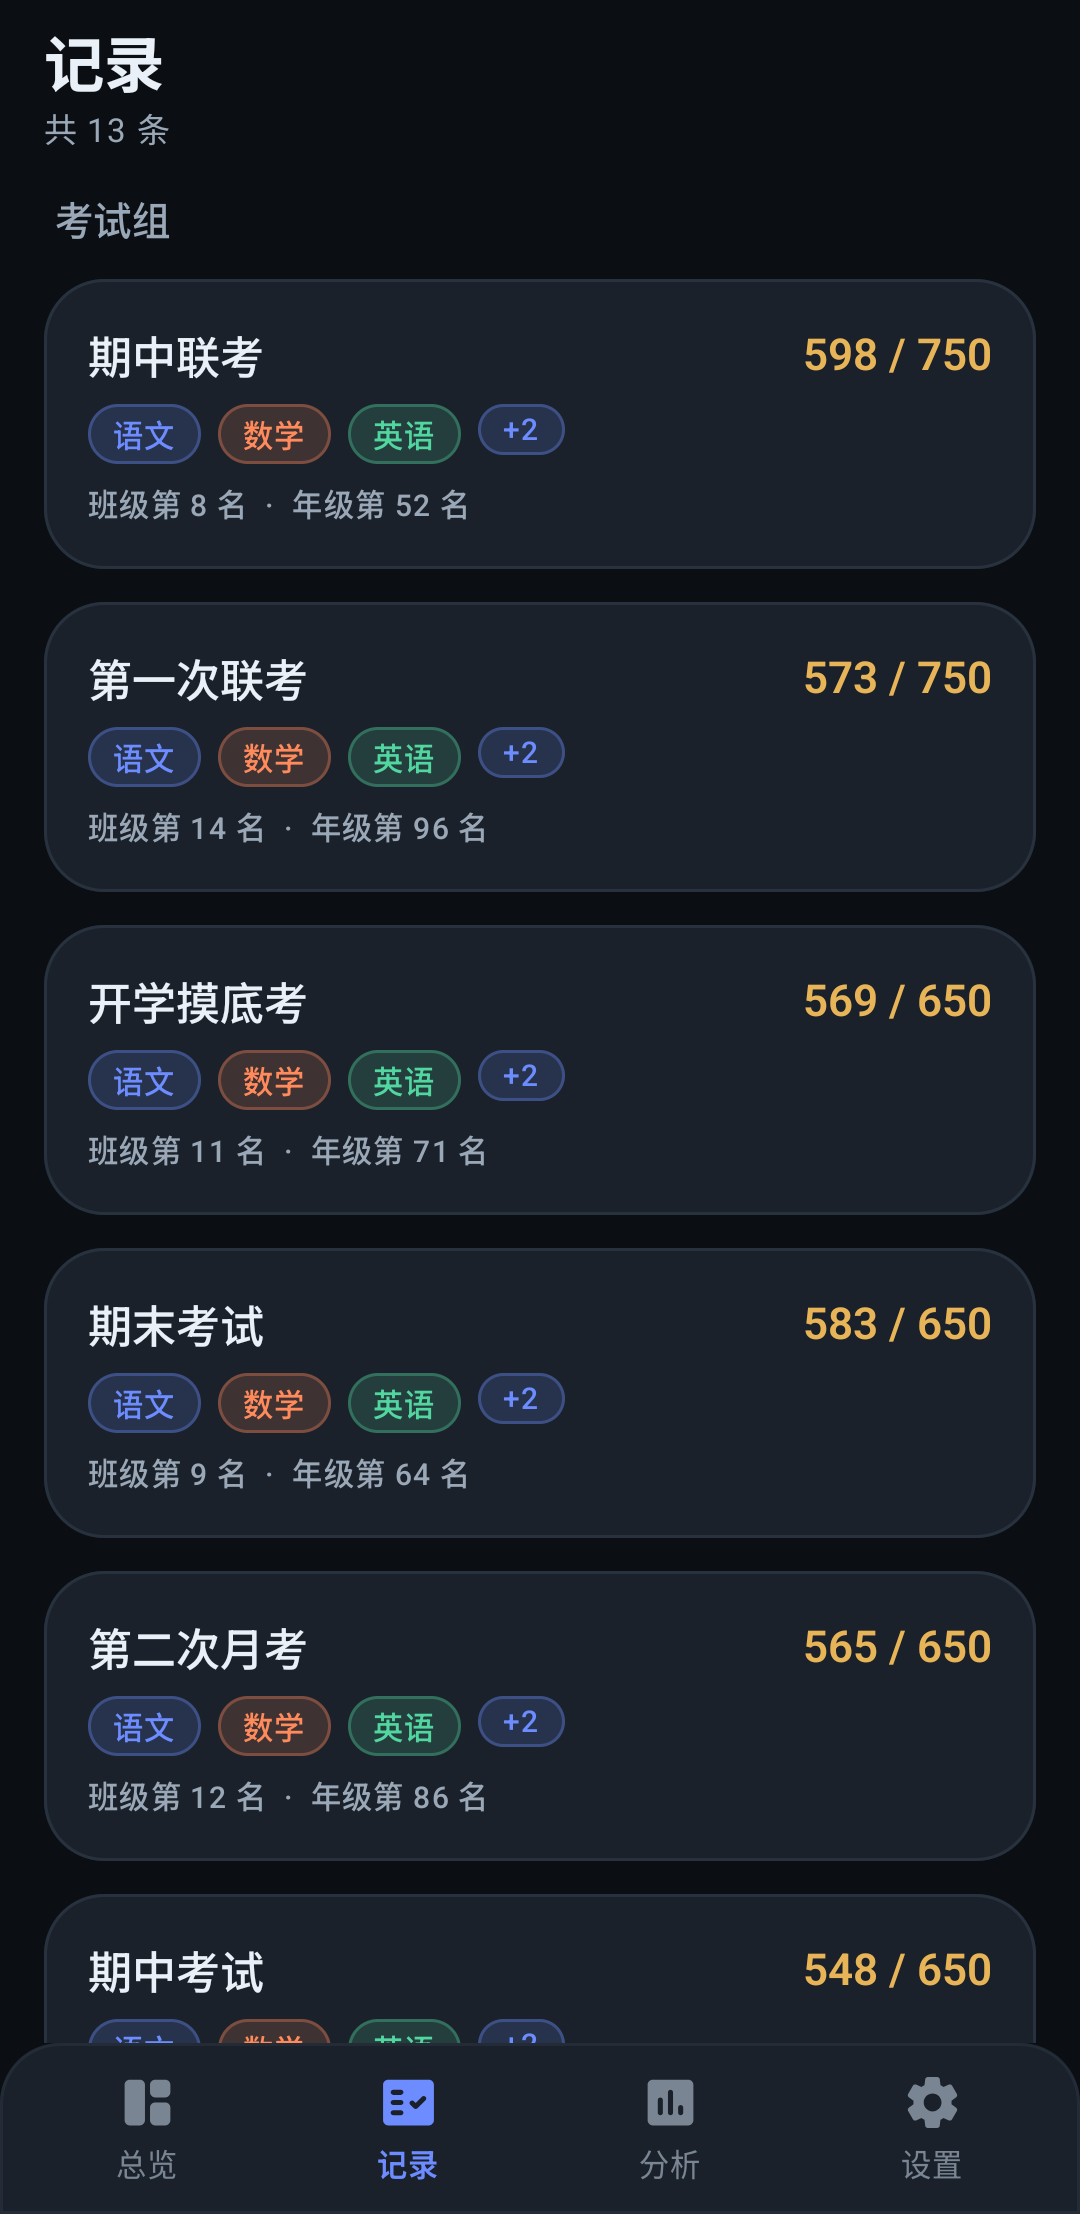 记录
共 13 条
考试组
期中联考 598 / 750
语文 数学 英语 +2
班级第 8 名 · 年级第 52 名
第一次联考 573 / 750
语文 数学 英语 +2
班级第 14 名 · 年级第 96 名
开学摸底考 569 / 650
语文 数学 英语 +2
班级第 11 名 · 年级第 71 名
期末考试 583 / 650
语文 数学 英语 +2
班级第 9 名 · 年级第 64 名
第二次月考 565 / 650
语文 数学 英语 +2
班级第 12 名 · 年级第 86 名
期中考试 548 / 650
语文 数学 英语 +2
总览 记录 分析 设置